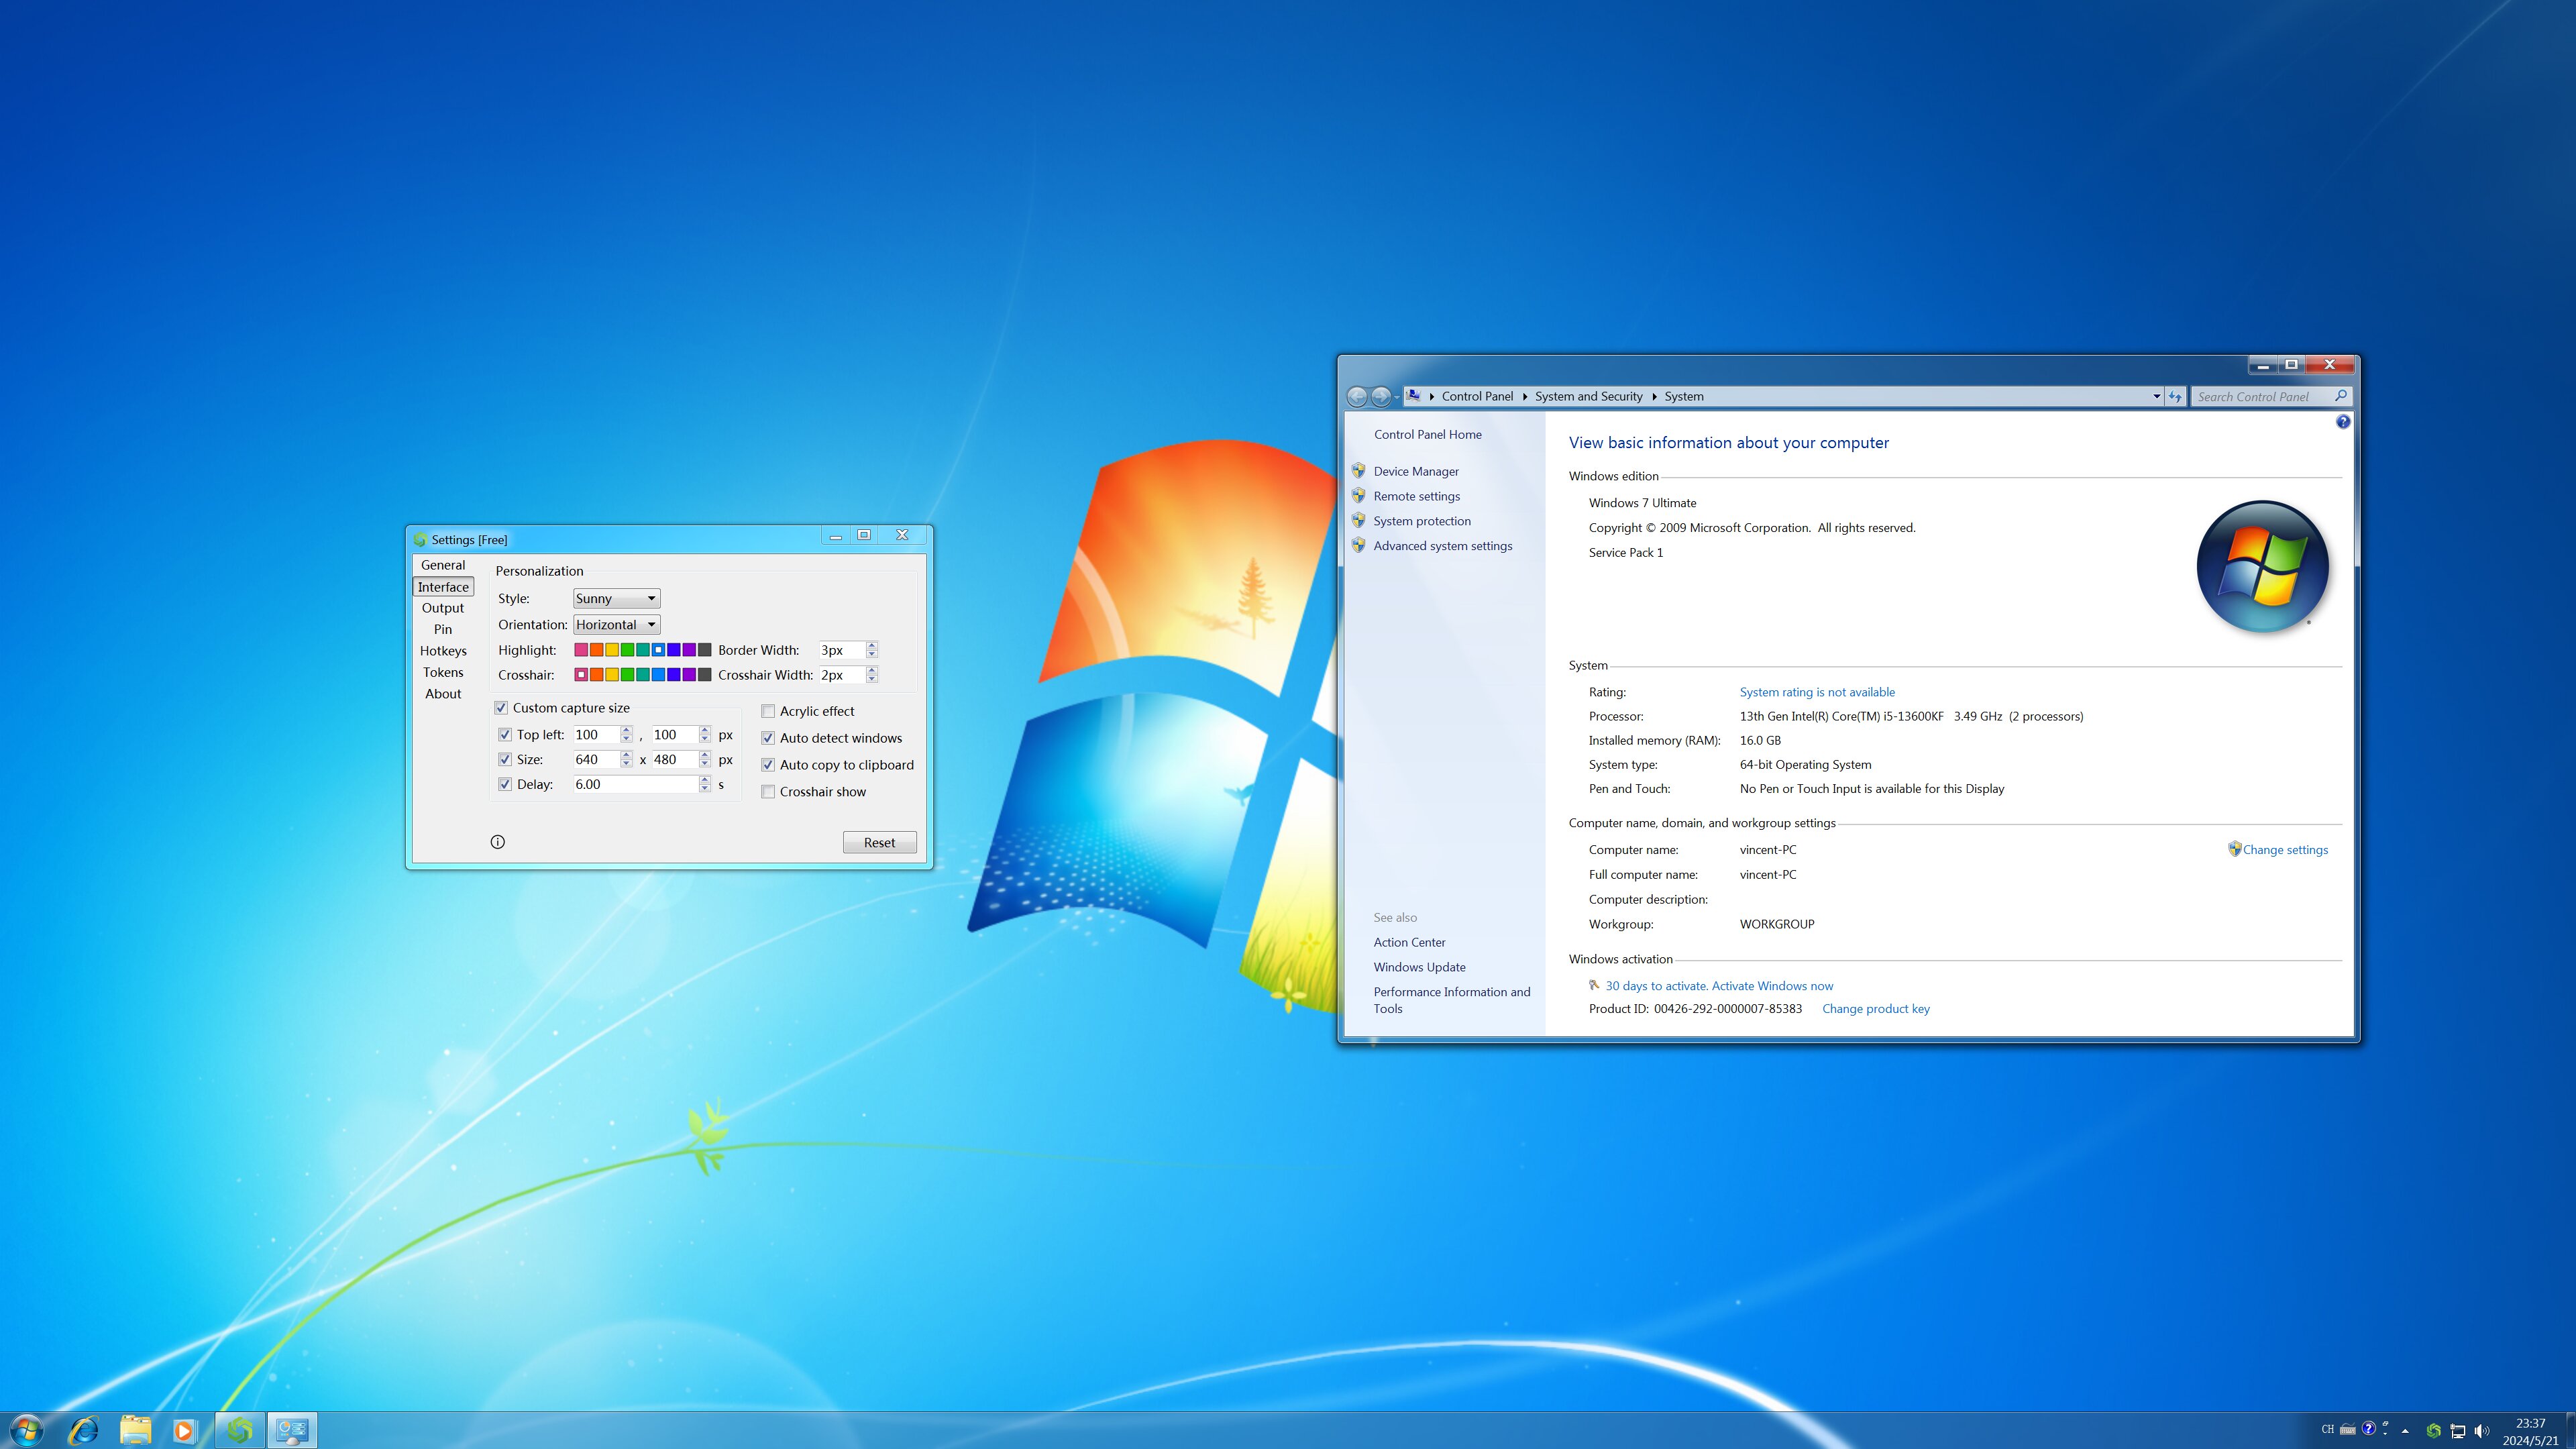 Settings [Free]
General
Interface
Output
Pin
Hotkeys
Tokens
About
Personalization
Style: Sunny
Orientation: Horizontal
Highlight: Border Width: 3px
Crosshair: Crosshair Width: 2px
Custom capture size
Top left: 100 , 100 px
Size: 640 x 480 px
Delay: 6.00 s
Acrylic effect
Auto detect windows
Auto copy to clipboard
Crosshair show
Reset
Control Panel System and Security System
Search Control Panel
Control Panel Home
Device Manager
Remote settings
System protection
Advanced system settings
See also
Action Center
Windows Update
Performance Information and
Tools
View basic information about your computer
Windows edition
Windows 7 Ultimate
Copyright © 2009 Microsoft Corporation. All rights reserved.
Service Pack 1
System
Rating: System rating is not available
Processor: 13th Gen Intel(R) Core(TM) i5-13600KF 3.49 GHz (2 processors)
Installed memory (RAM): 16.0 GB
System type: 64-bit Operating System
Pen and Touch: No Pen or Touch Input is available for this Display
Computer name, domain, and workgroup settings
Computer name: vincent-PC
Change settings
Full computer name: vincent-PC
Computer description:
Workgroup: WORKGROUP
Windows activation
30 days to activate. Activate Windows now
Product ID: 00426-292-0000007-85383 Change product key
CH
23:37
2024/5/21